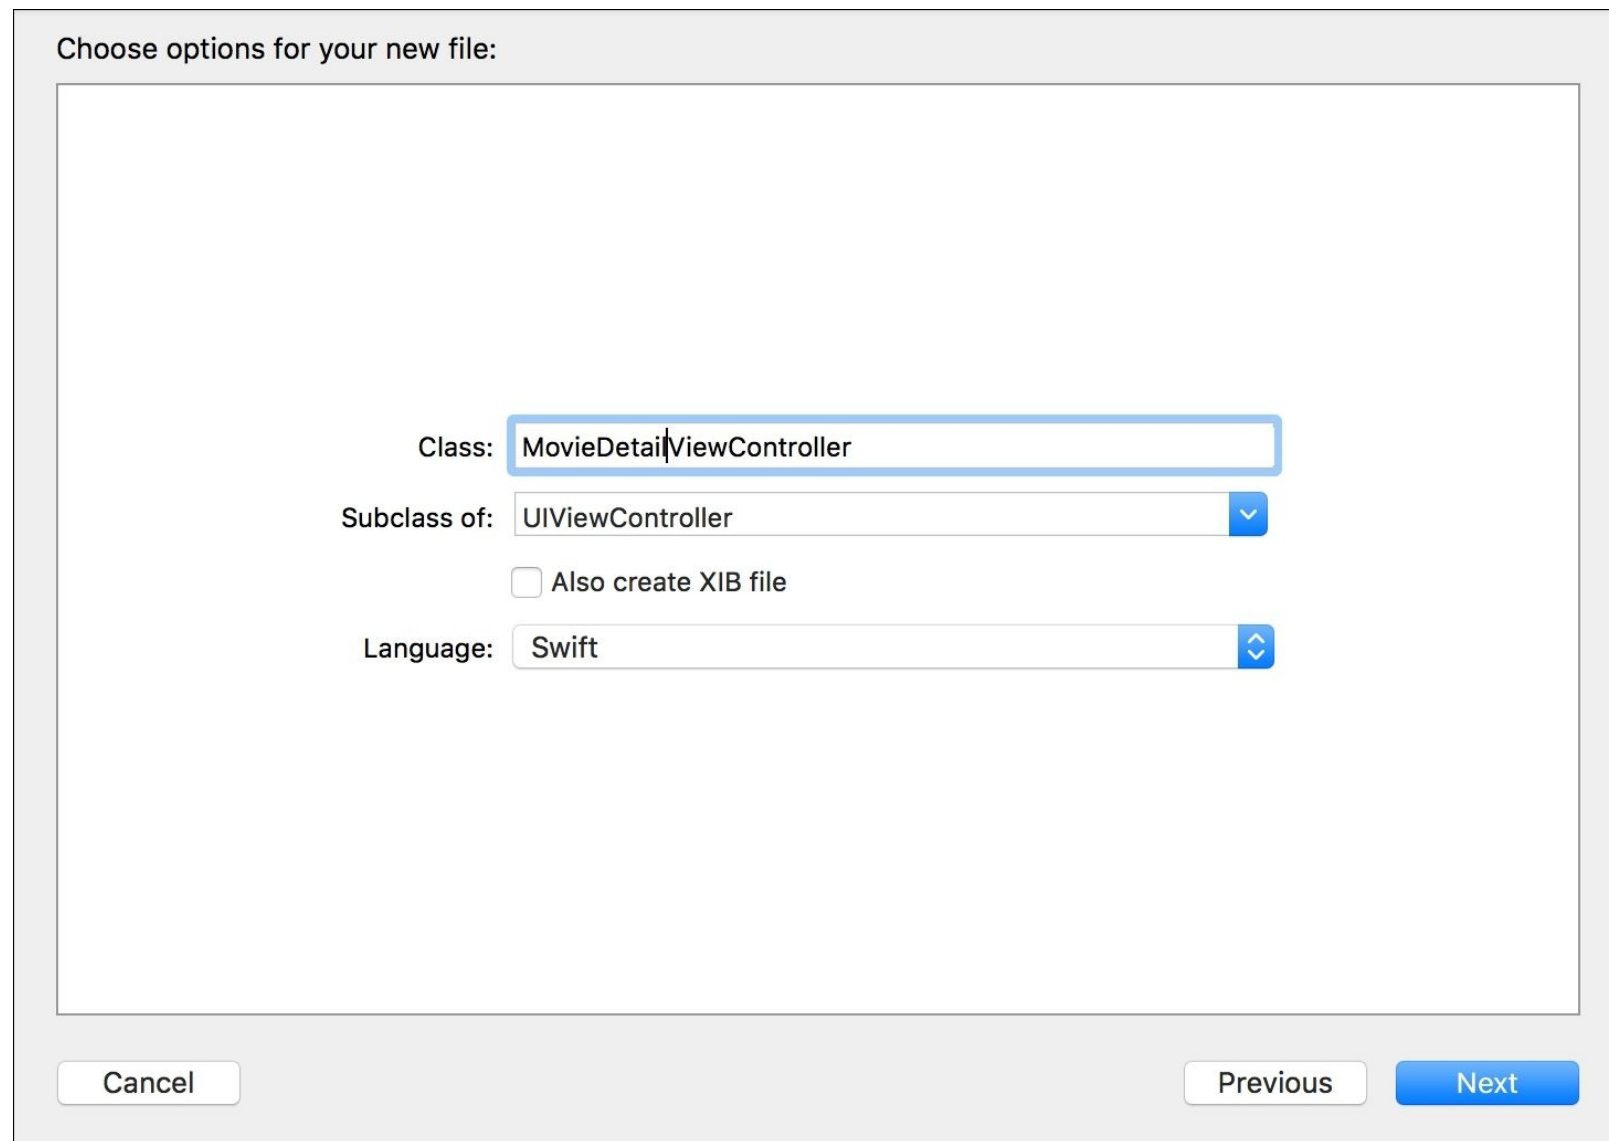 Choose options for your new file:
Class: MovieDetailViewController
Subclass of: UIViewController
Also create XIB file
Language: Swift
Cancel Previous Next